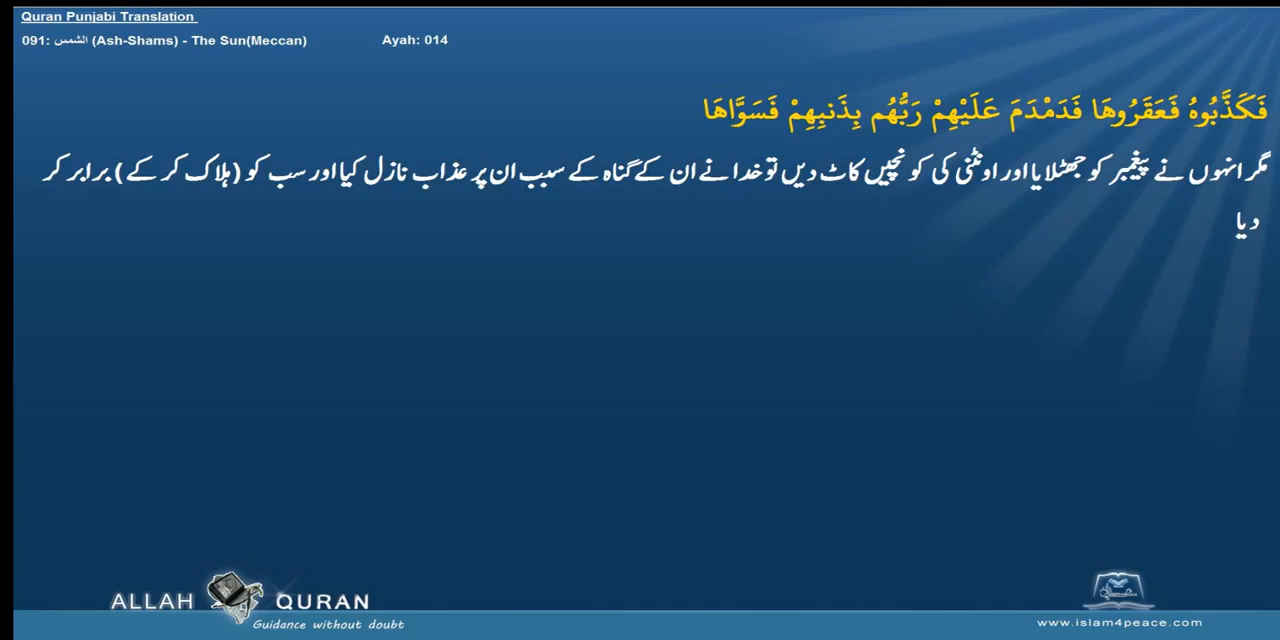 Quran Punjabi Translation
091: الشمس (Ash-Shams) - The Sun(Meccan) Ayah: 014
فَكَذَّبُوهُ فَعَقَرُوهَا فَدَمْدَمَ عَلَيْهِمْ رَبُّهُم بِذَنبِهِمْ فَسَوَّاهَا
مگر انہوں نے پیغمبر کو جھٹلایا اور اونٹنی کی کونچیں کاٹ دیں تو خدا نے ان کے گناہ کے سبب ان پر عذاب نازل کیا اور سب کو (ہلاک کر کے) برابر کر
دیا
ALLAH QURAN
Guidance without doubt
www.islam4peace.com